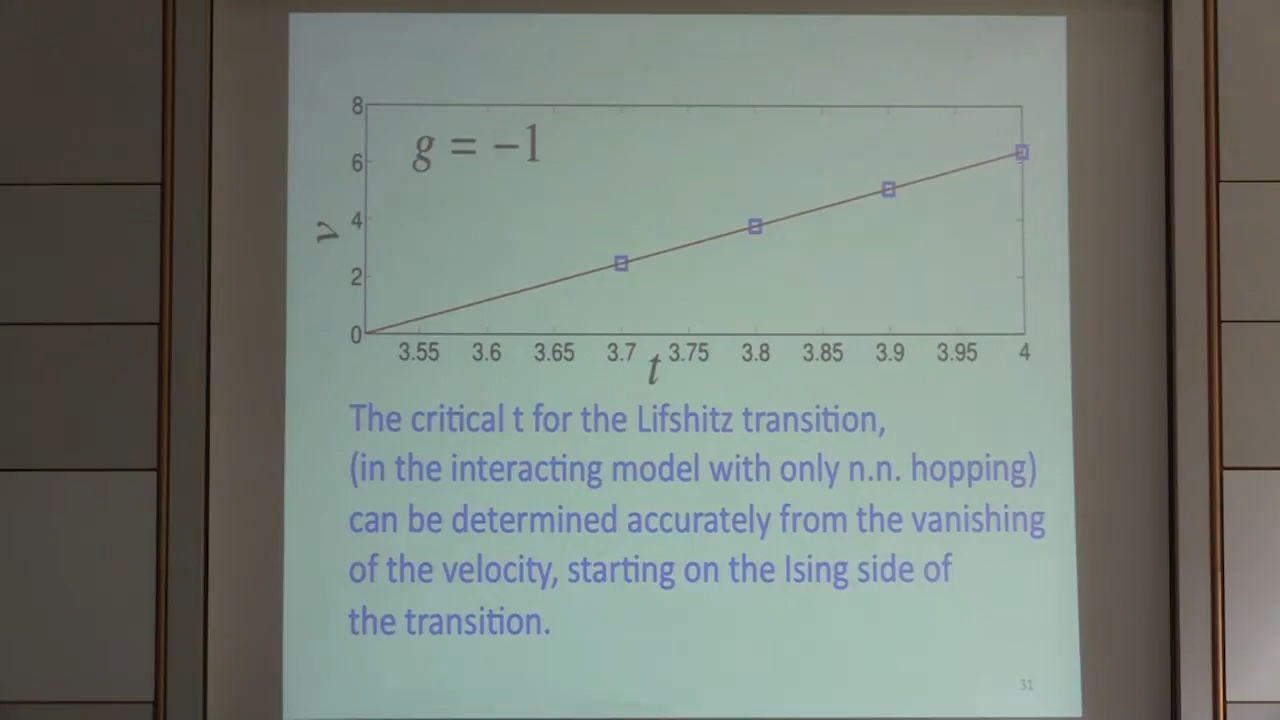 8
g = −1
6
4
v
2
0
3.55 3.6 3.65 3.7 3.75 3.8 3.85 3.9 3.95 4
t
The critical t for the Lifshitz transition,
(in the interacting model with only n.n. hopping)
can be determined accurately from the vanishing
of the velocity, starting on the Ising side of
the transition.
31